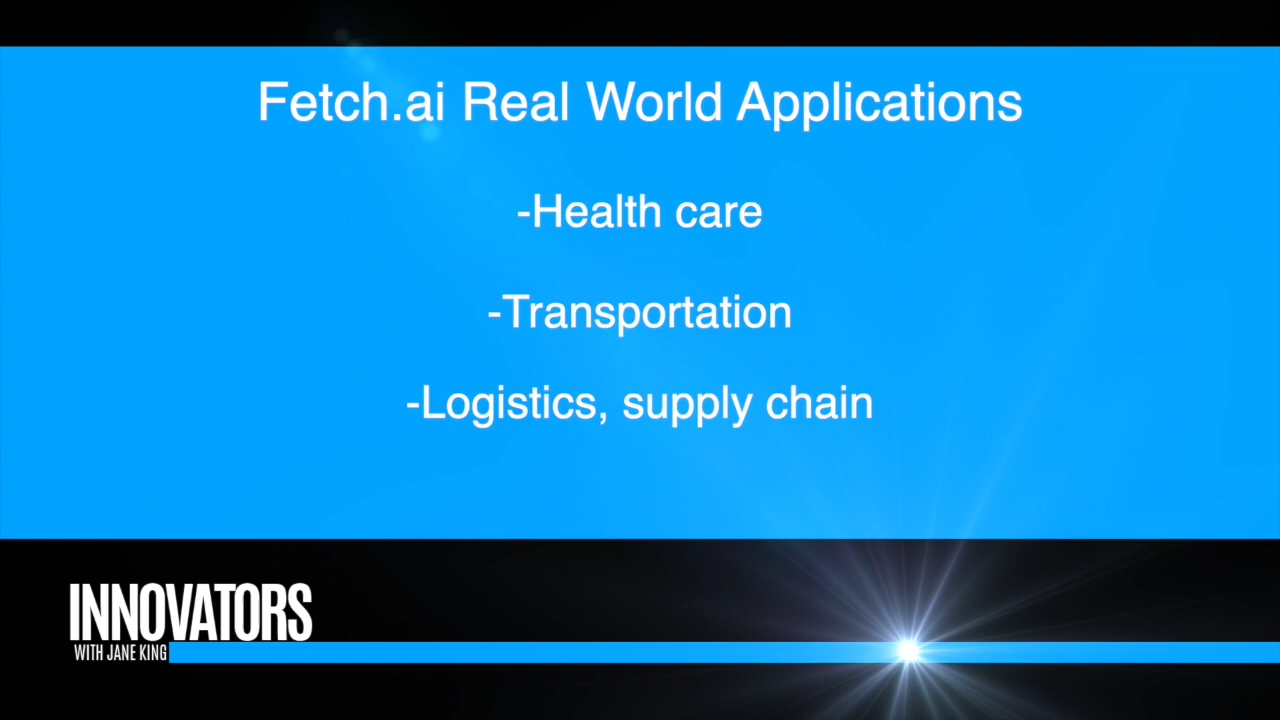 Fetch.ai Real World Applications
-Health care
-Transportation
-Logistics, supply chain
INNOVATORS
WITH JANE KING